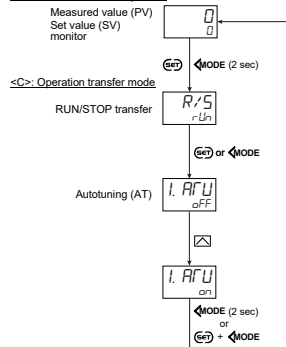 Measured value (PV)
Set value (SV)
monitor
0
0
SET <MODE (2 sec)
<C>: Operation transfer mode
RUN/STOP transfer
R/S
rUn
SET or <MODE
Autotuning (AT)
1. ATU
oFF
1. ATU
on
<MODE (2 sec)
or
SET + <MODE